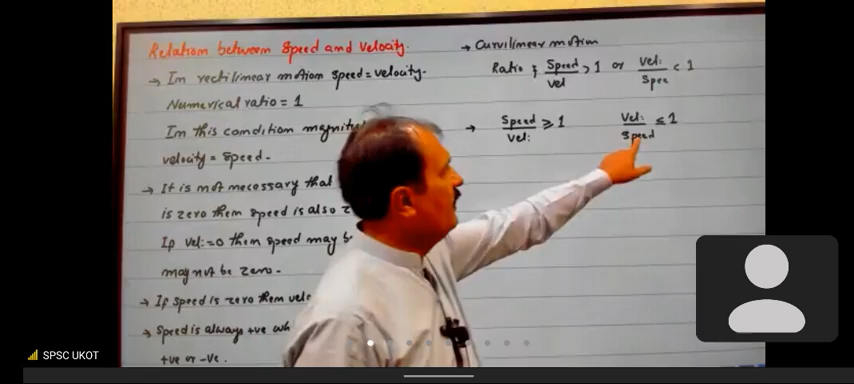 Relation between speed and velocity.
→ In rectilinear motion speed = velocity.
Numerical ratio = 1
In this condition
velocity = speed.
→ It is not necessary that
is zero then speed is also
If vel: = 0 then speed may
may not be zero.
→ If speed is zero then
→ speed is always +ve
+ve or -ve.
→ Curvilinear motion
Ratio Speed/vel > 1 or Vel:/Spee < 1
→ Speed/Vel: ≥ 1 Vel:/Speed ≤ 1
SPSC UKOT